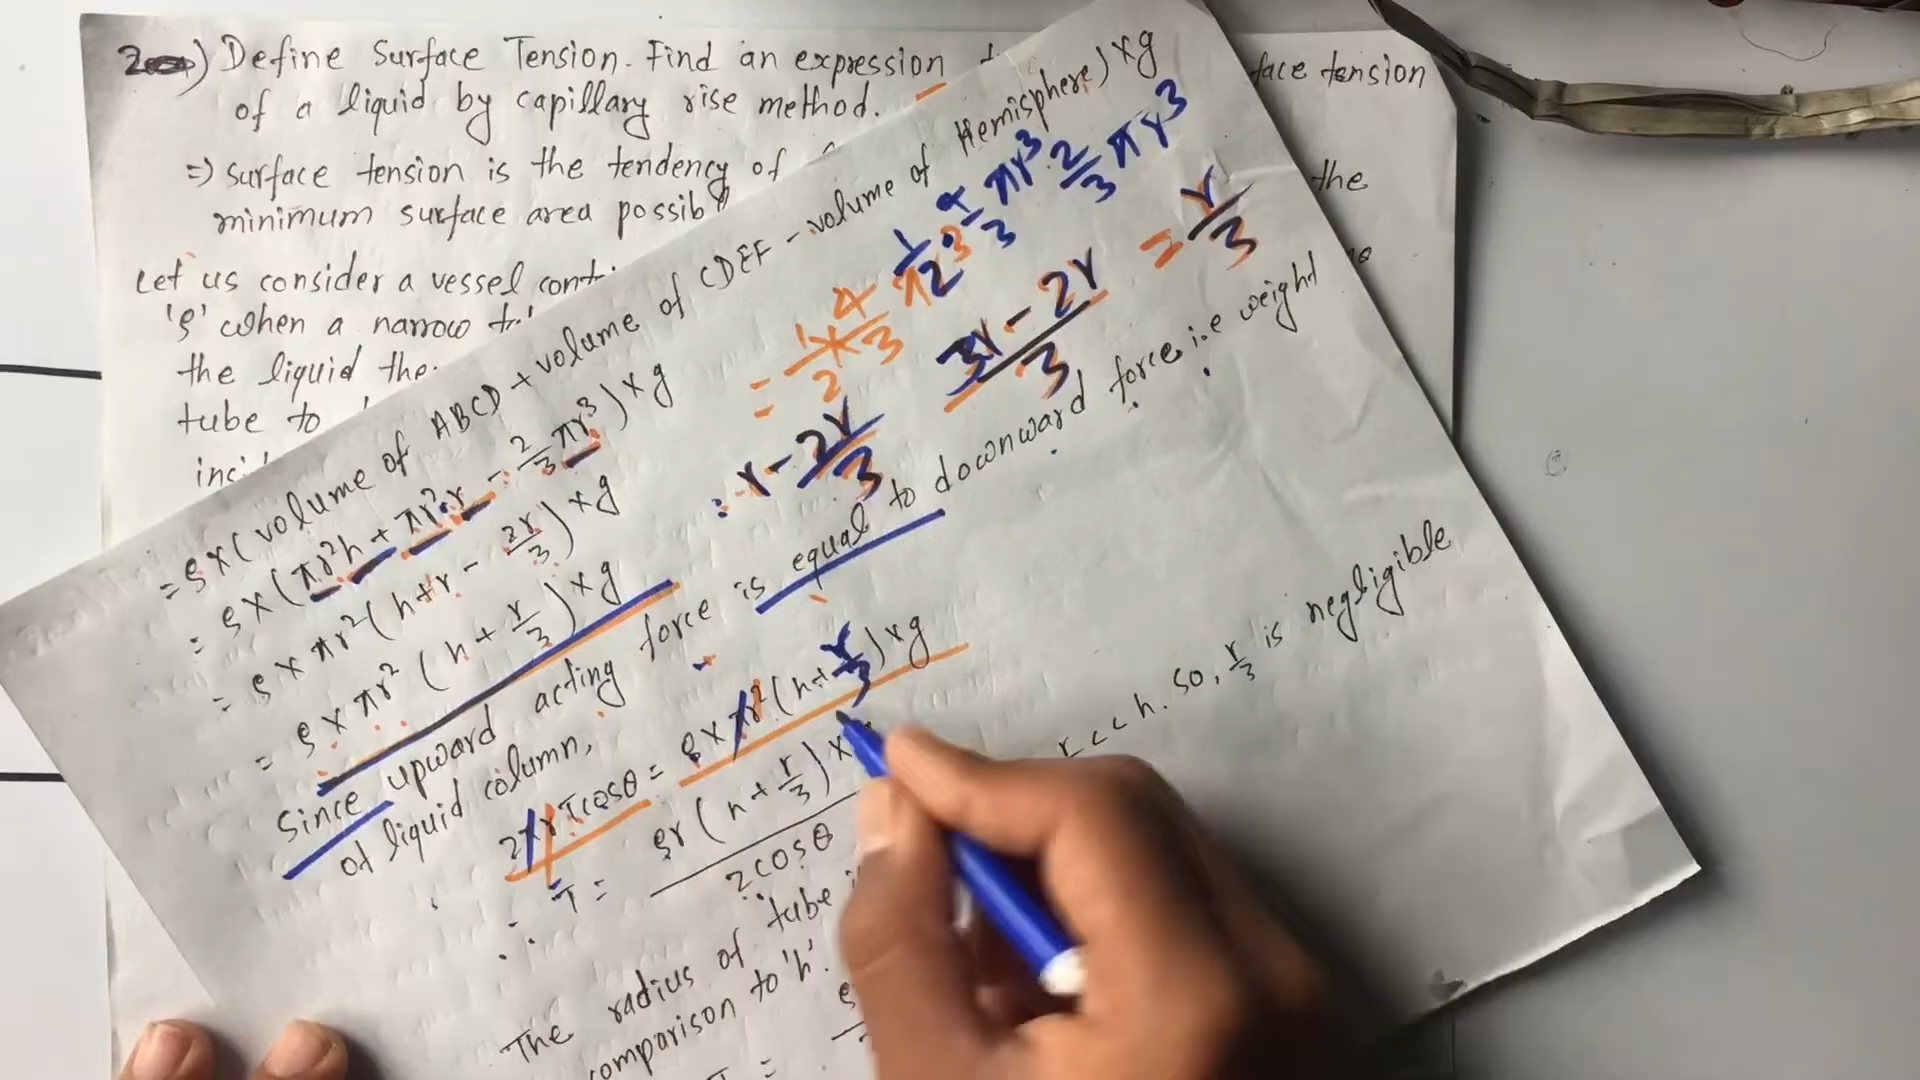 2) Define Surface Tension. Find an expression face tension
of a liquid by capillary rise method.
=) Surface tension is the tendency of the
minimum surface area possib
Let us consider a vessel
'ρ' when a narrow
the liquid the
tube to
= ρ x (volume of ABCD + volume of CDEF - volume of Hemisphere) x g
= ρ x (πr²h + πr².r - 2/3 πr³) x g
= ρ x πr² (h+r - 2r/3) x g
= ρ x πr² (h + r/3) x g
1/2 · 4/3 πr³ 2/3 πr³
= r - 2r/3
3r - 2r/3 = r/3
Since upward acting force is equal to downward force i.e weight
of liquid column,
2πrTcosθ = ρ x πr² (h + r/3) x g
∴ T = ρr (h + r/3) x / 2cosθ
The radius of tube
comparison to 'h'. r << h. so, r/3 is negligible